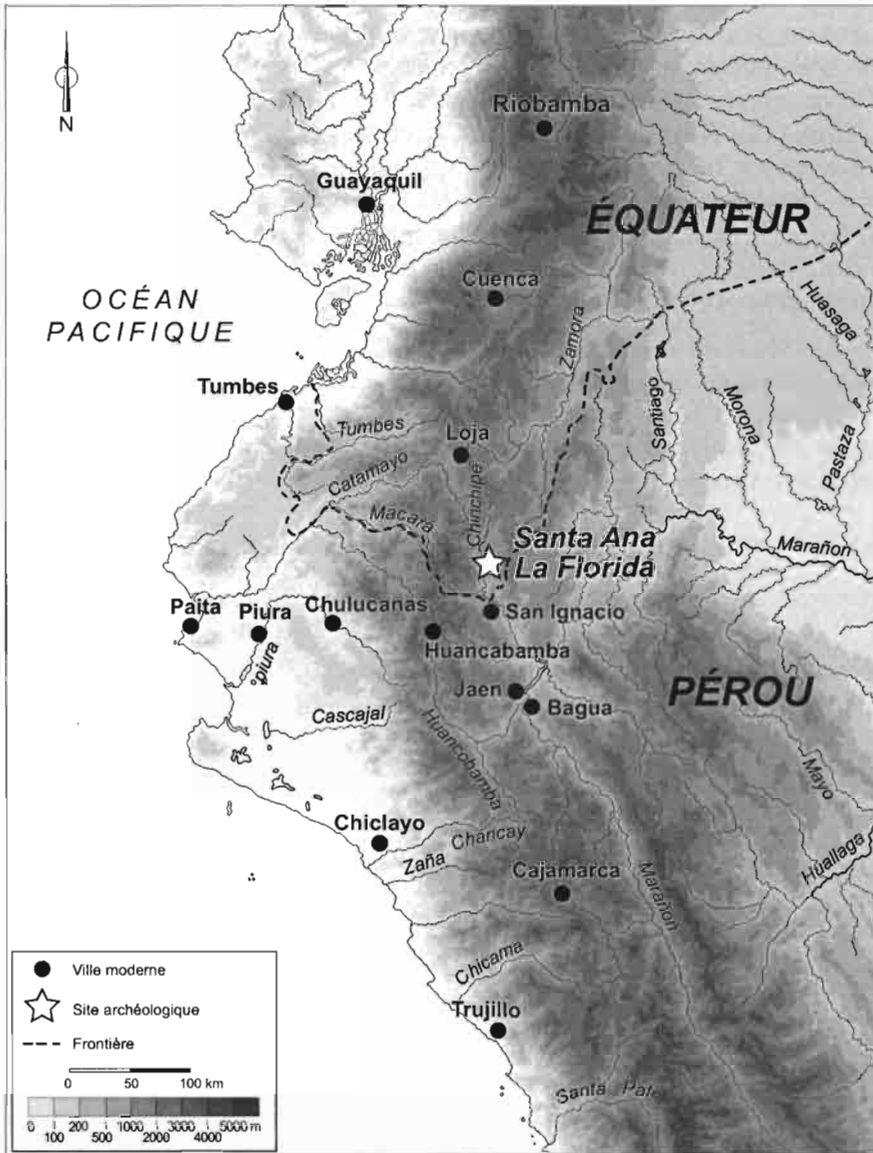 N
Riobamba
Guayaquil
ÉQUATEUR
Cuenca
OCÉAN
PACIFIQUE
Huasaga
Zamora
Tumbes
Santiago
Morona
Pastaza
Tumbes
Loja
Catamayo
Chinchipe
Macara
Santa Ana
La Florida
Marañon
Paita
Piura
Chulucanas
San Ignacio
°piura
Huancabamba
PÉROU
Jaen
Bagua
Cascajal
Huancobamba
Mayo
Chiclayo
Chancay
Zaña
Cajamarca
Marañon
Huallaga
Chicama
Trujillo
Santa
Ville moderne
Site archéologique
Frontière
0 50 100 km
0 200 1000 3000 5000 m
100 500 2000 4000